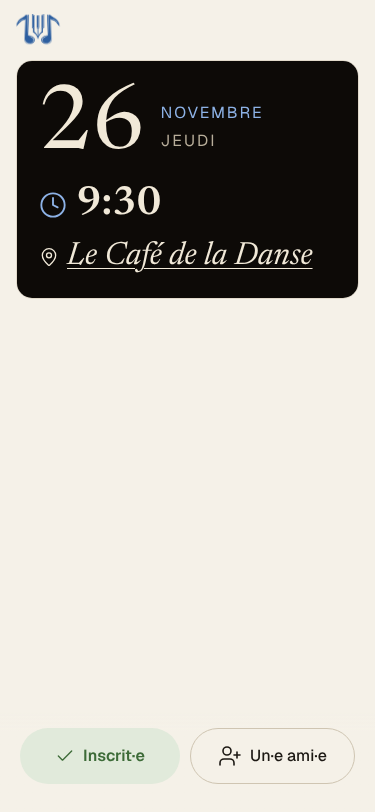 26
NOVEMBRE
JEUDI
9:30
Le Café de la Danse
Inscrit·e
Un·e ami·e